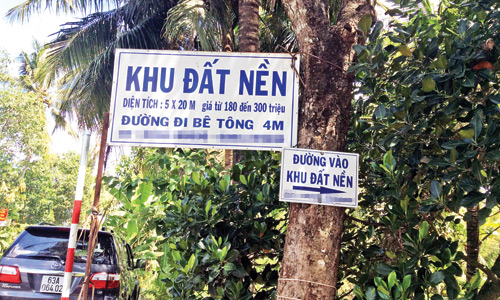 KHU ĐẤT NỀN
DIỆN TÍCH : 5 X 20 M giá từ 180 đến 300 triệu
ĐƯỜNG ĐI BÊ TÔNG 4M
ĐƯỜNG VÀO
KHU ĐẤT NỀN
63A